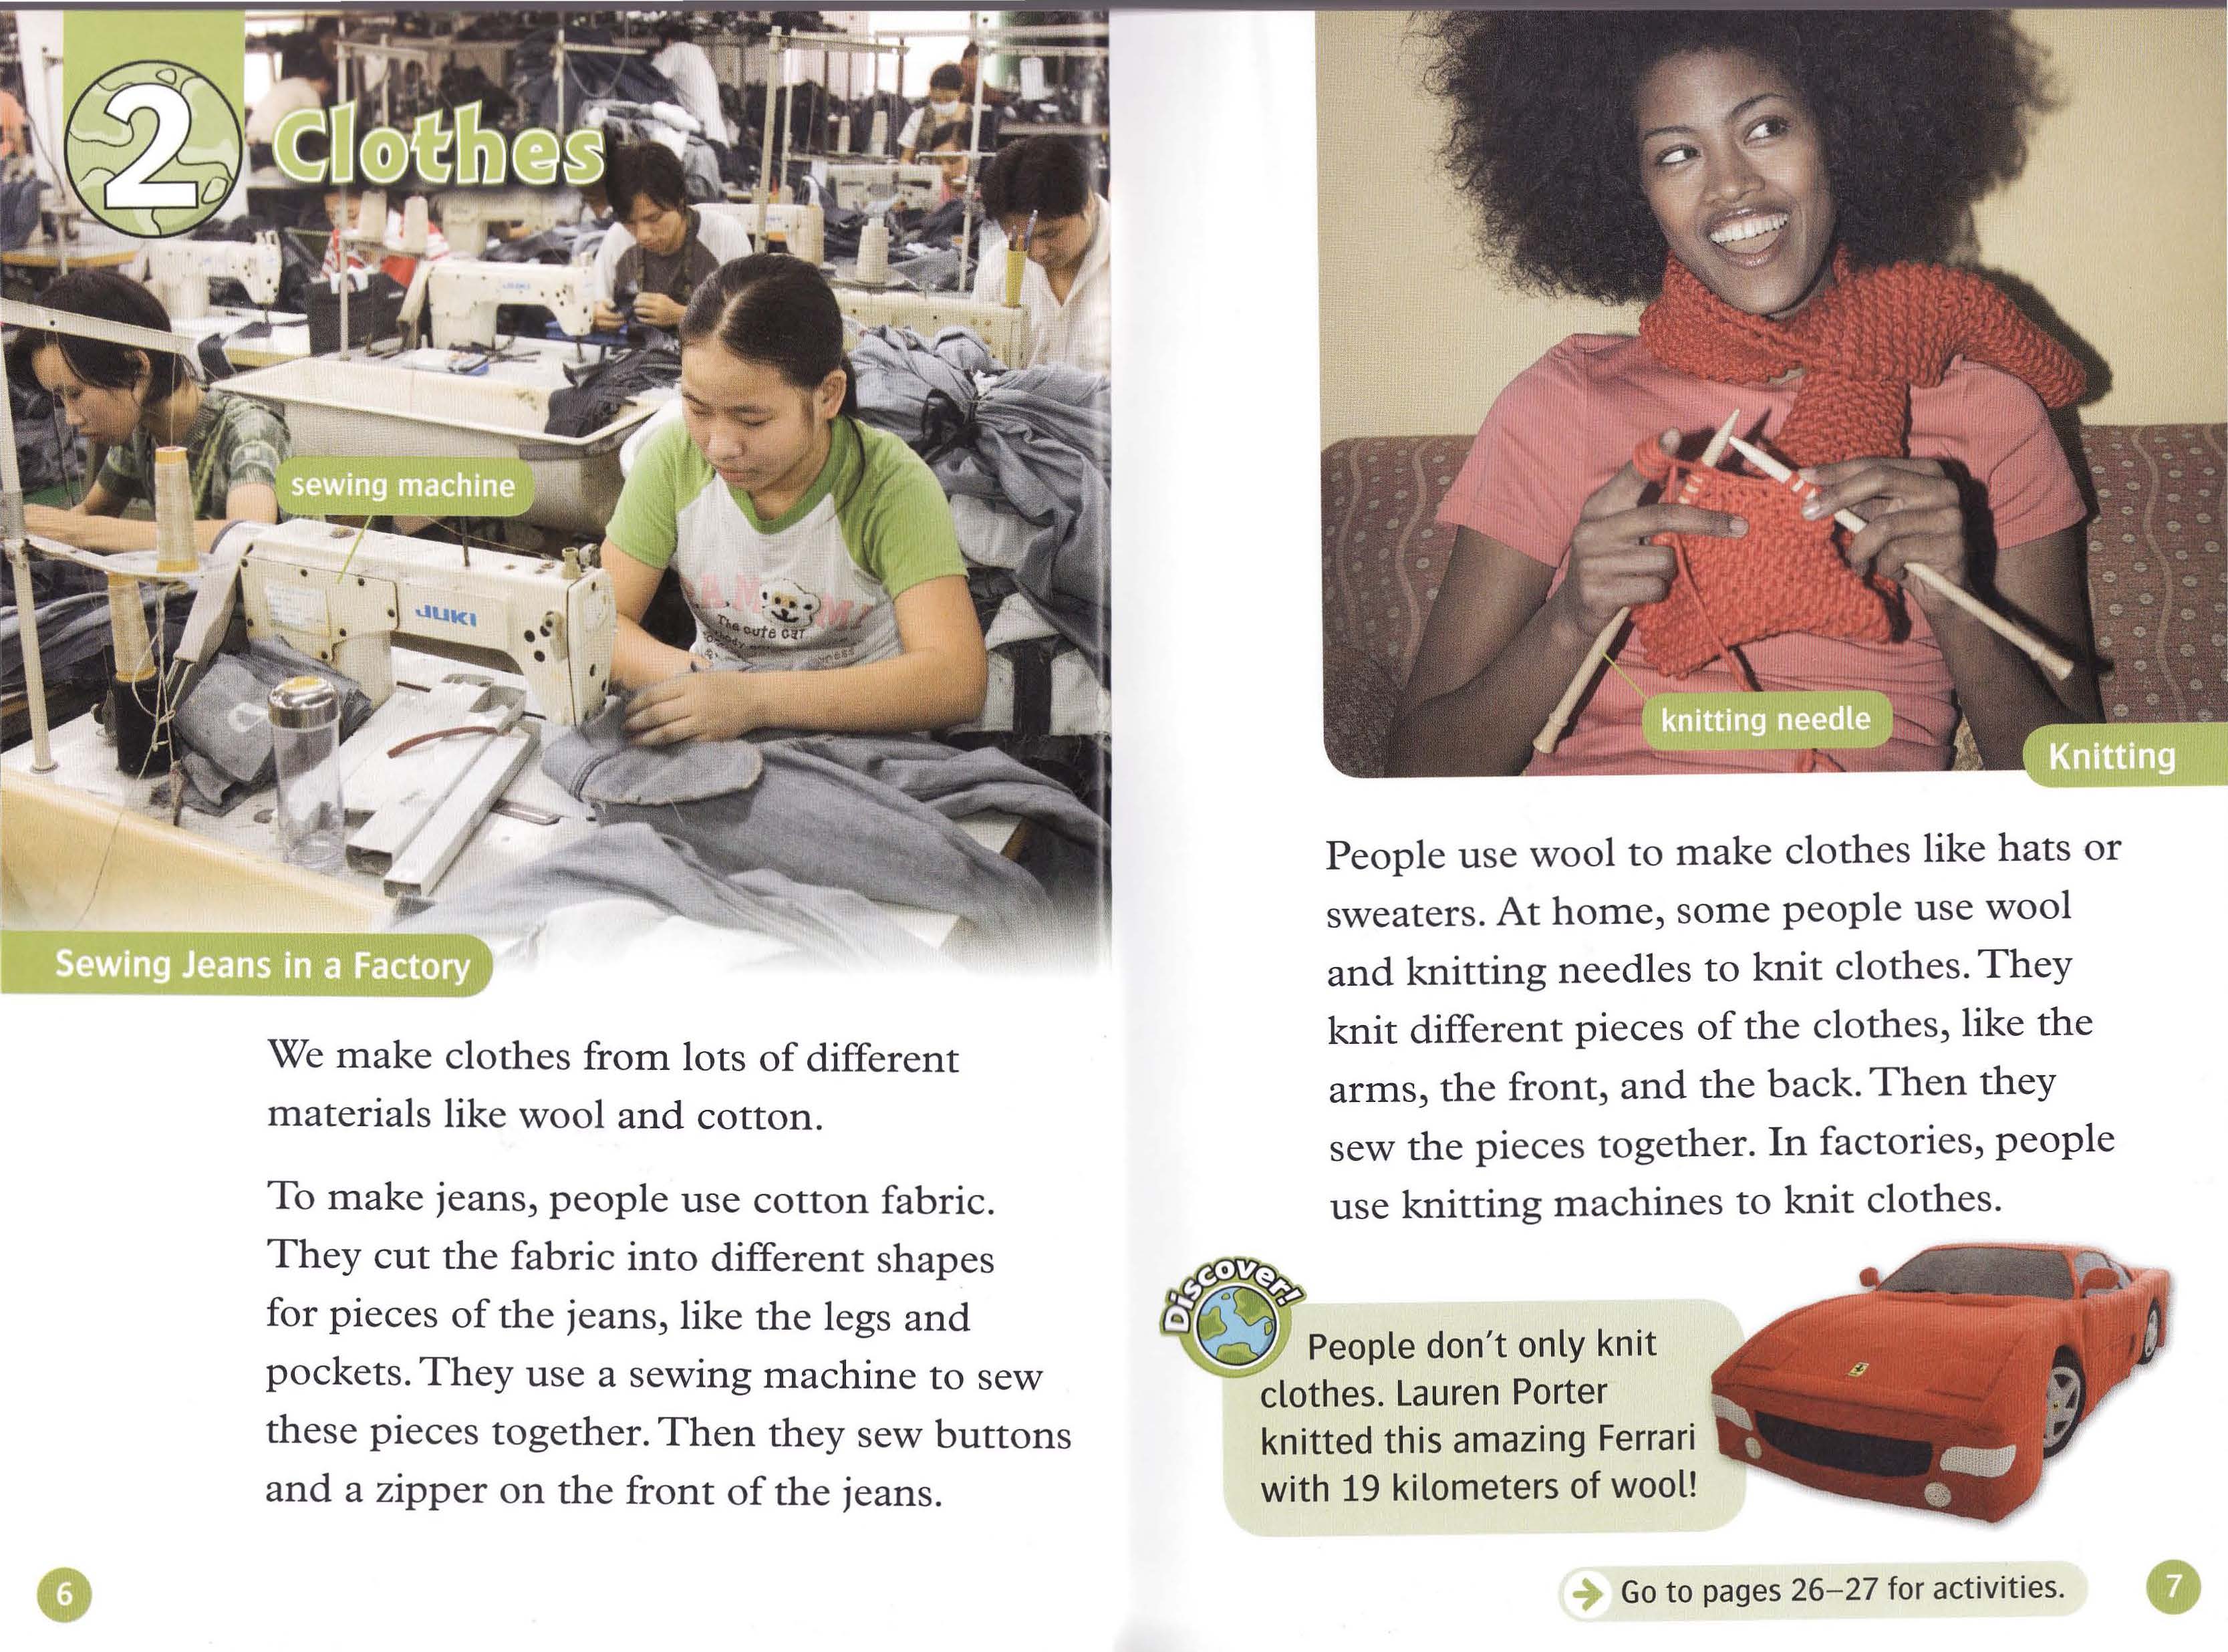 2
Clothes
sewing machine
JUKI
JUKI
The cute car
Sewing Jeans in a Factory
We make clothes from lots of different
materials like wool and cotton.
To make jeans, people use cotton fabric.
They cut the fabric into different shapes
for pieces of the jeans, like the legs and
pockets. They use a sewing machine to sew
these pieces together. Then they sew buttons
and a zipper on the front of the jeans.
6
knitting needle
Knitting
People use wool to make clothes like hats or
sweaters. At home, some people use wool
and knitting needles to knit clothes. They
knit different pieces of the clothes, like the
arms, the front, and the back. Then they
sew the pieces together. In factories, people
use knitting machines to knit clothes.
Discover!
People don't only knit
clothes. Lauren Porter
knitted this amazing Ferrari
with 19 kilometers of wool!
Go to pages 26–27 for activities.
7